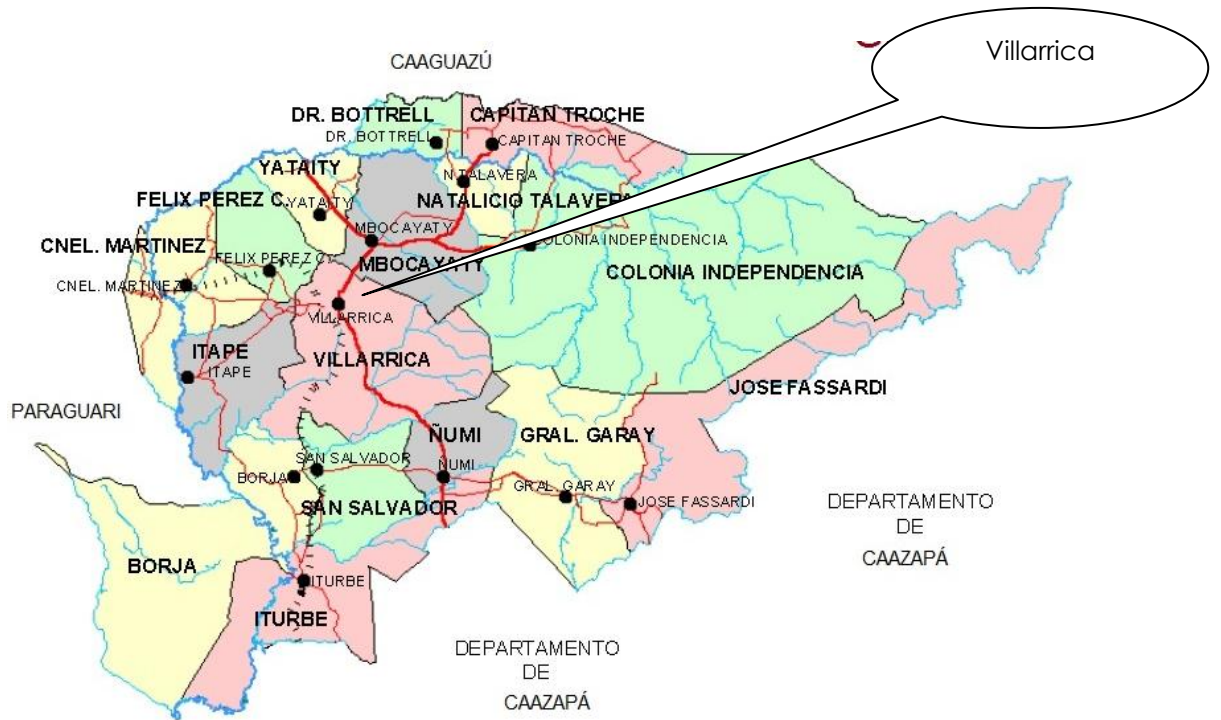 Villarrica
CAAGUAZÚ
DR. BOTTRELL
DR. BOTTRELL
CAPITAN TROCHE
CAPITAN TROCHE
YATAITY
YATAITY
N.TALAVERA
NATALICIO TALAVERA
FELIX PEREZ C.
FELIX PEREZ C.
MBOCAYATY
MBOCAYATY
COLONIA INDEPENDENCIA
COLONIA INDEPENDENCIA
CNEL. MARTINEZ
CNEL. MARTINEZ
VILLARRICA
VILLARRICA
ITAPE
ITAPE
JOSE FASSARDI
PARAGUARI
ÑUMI
ÑUMI
GRAL. GARAY
GRAL. GARAY
SAN SALVADOR
SAN SALVADOR
BORJA
JOSE FASSARDI
DEPARTAMENTO
DE
CAAZAPÁ
BORJA
ITURBE
ITURBE
DEPARTAMENTO
DE
CAAZAPÁ